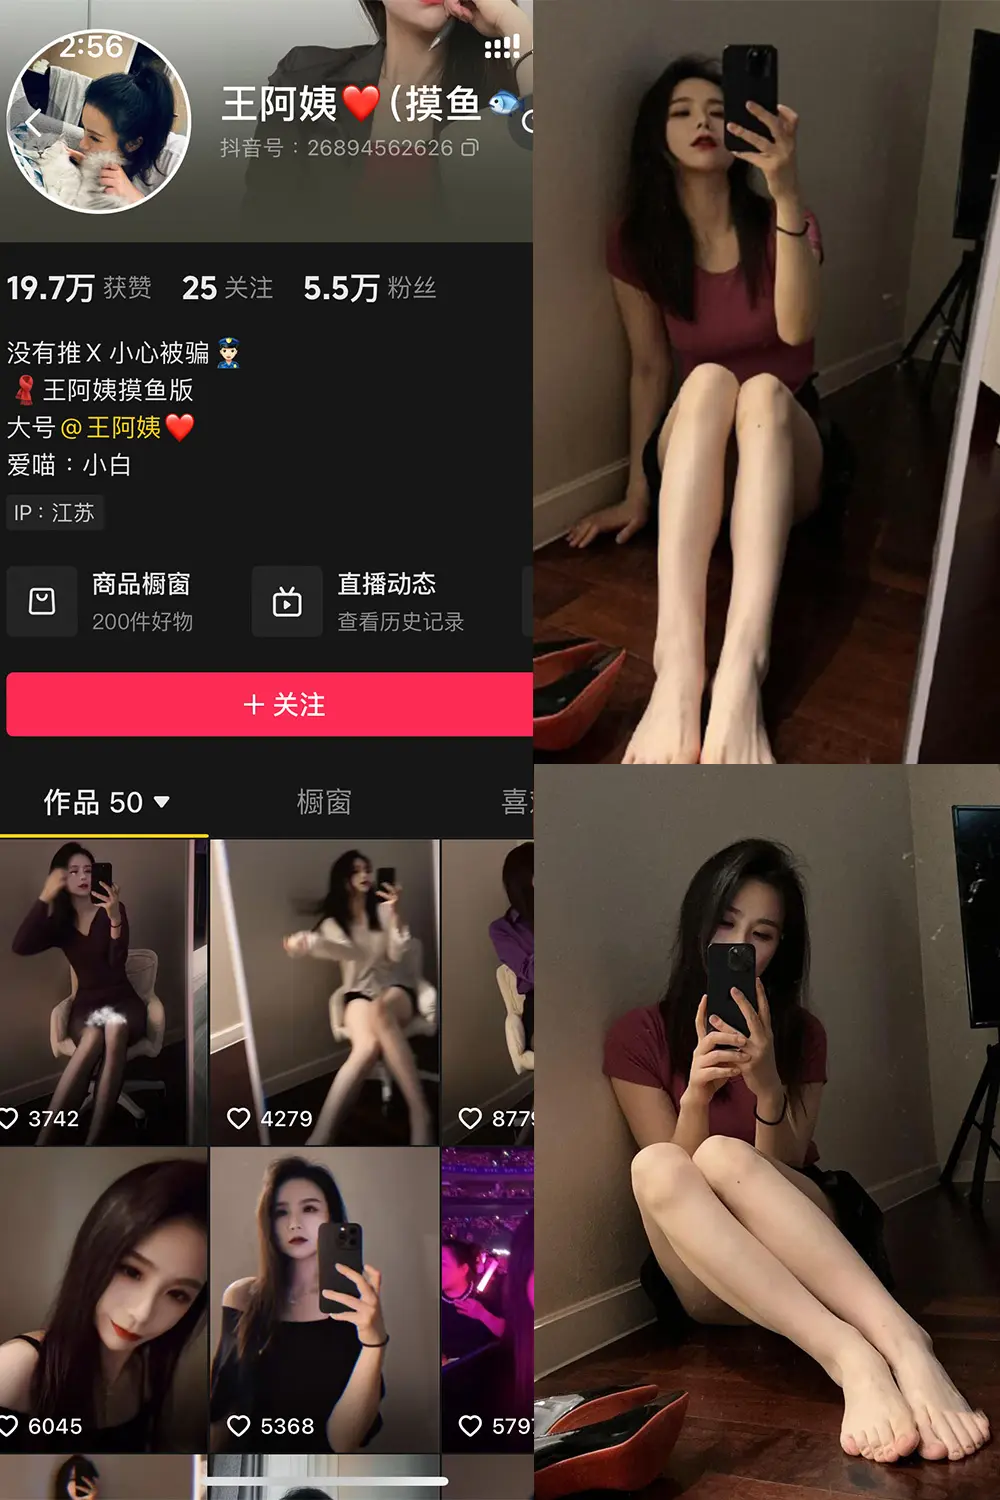 2:56
王阿姨❤️(摸鱼🐟
抖音号：26894562626
19.7万 获赞 25 关注 5.5万 粉丝
没有推X 小心被骗👮
🧣王阿姨摸鱼版
大号@王阿姨❤️
爱喵：小白
IP：江苏
商品橱窗 直播动态
200件好物 查看历史记录
+ 关注
作品 50 橱窗 喜
3742 4279 877
6045 5368 579